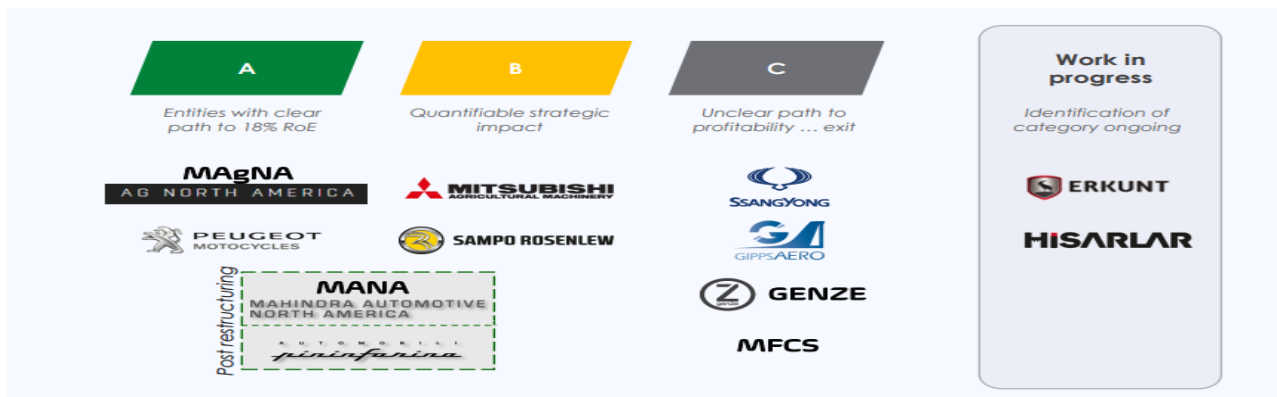 A
Entities with clear
path to 18% RoE
MAgNA
AG NORTH AMERICA
PEUGEOT
MOTOCYCLES
B
Quantifiable strategic
impact
MITSUBISHI
AGRICULTURAL MACHINERY
SAMPO ROSENLEW
Post restructuring
MANA
MAHINDRA AUTOMOTIVE
NORTH AMERICA
AUTOMOBILI
pininfarina
C
Unclear path to
profitability ... exit
SSANGYONG
GA
GIPPSAERO
Z
genze
GENZE
MFCS
Work in
progress
Identification of
category ongoing
ERKUNT
HiSARLAR